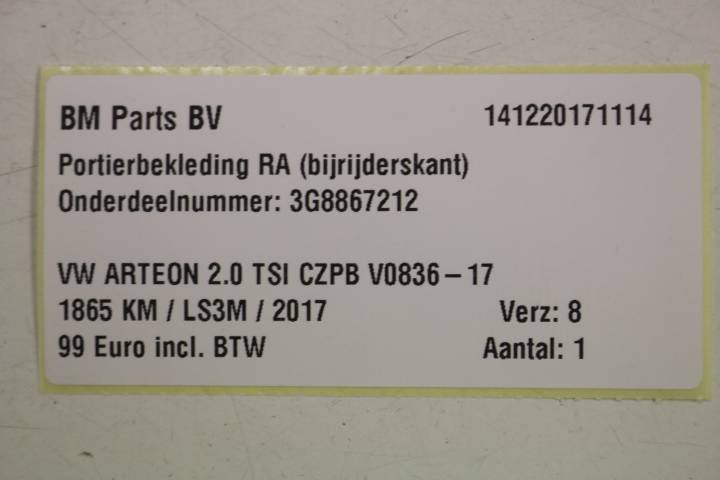 BM Parts BV 141220171114
Portierbekleding RA (bijrijderskant)
Onderdeelnummer: 3G8867212
VW ARTEON 2.0 TSI CZPB V0836 – 17
1865 KM / LS3M / 2017 Verz: 8
99 Euro incl. BTW Aantal: 1